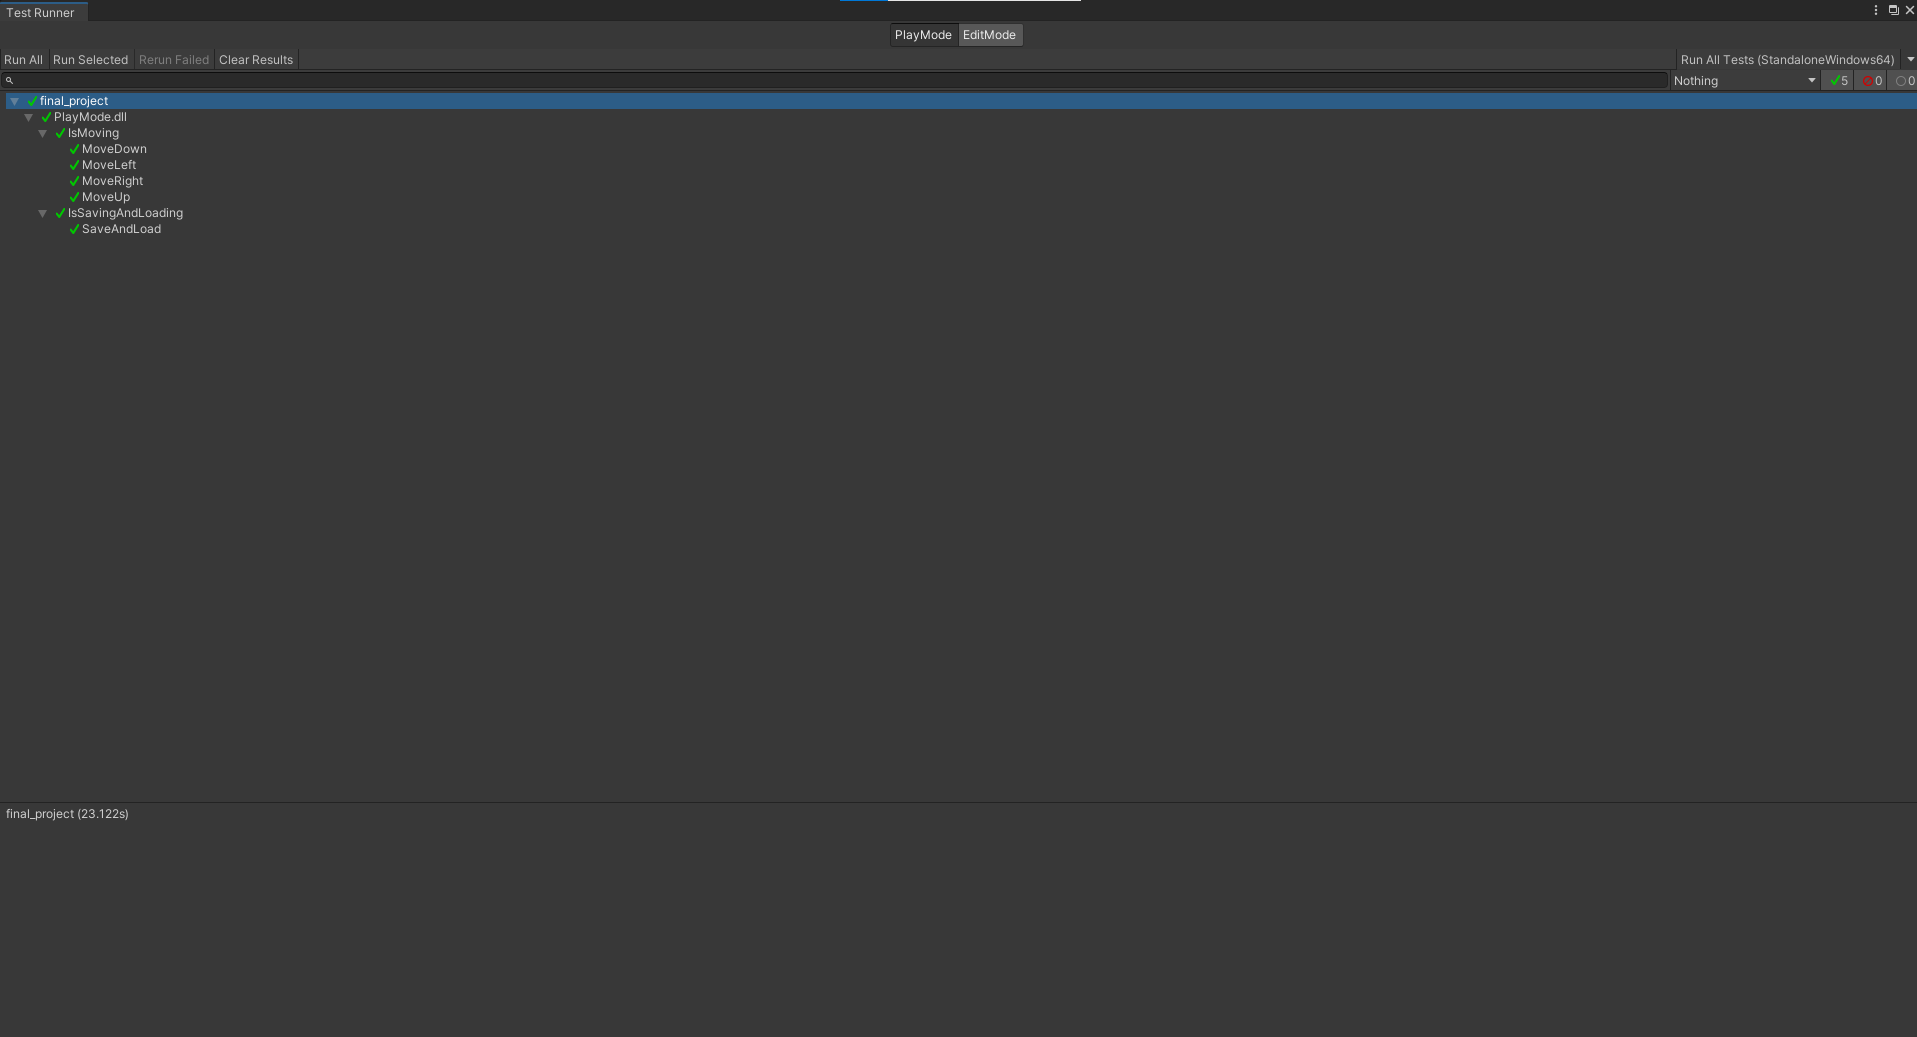 Test Runner
PlayMode EditMode
Run All Run Selected Rerun Failed Clear Results Run All Tests (StandaloneWindows64)
Nothing 5 0 0
final_project
PlayMode.dll
IsMoving
MoveDown
MoveLeft
MoveRight
MoveUp
IsSavingAndLoading
SaveAndLoad
final_project (23.122s)